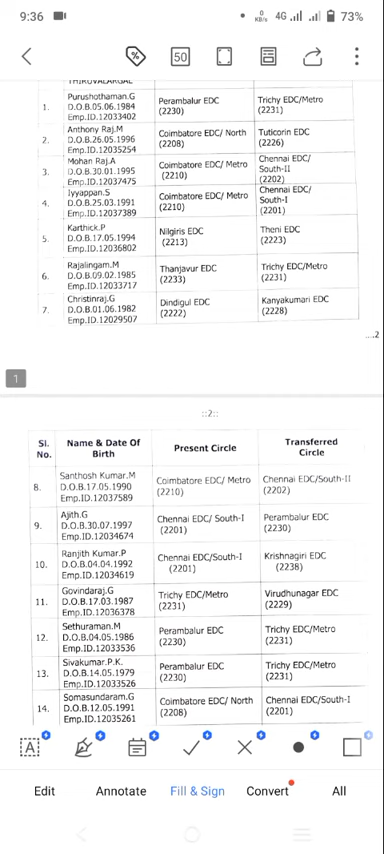 9:36
0 KB/s 4G 73%
50
THIRUVALARGAL
1. Purushothaman.G D.O.B.05.06.1984 Emp.ID.12033402 Perambalur EDC (2230) Trichy EDC/Metro (2231)
2. Anthony Raj.M D.O.B.26.05.1996 Emp.ID.12035254 Coimbatore EDC/ North (2208) Tuticorin EDC (2226)
3. Mohan Raj.A D.O.B.30.01.1995 Emp.ID.12037475 Coimbatore EDC/ Metro (2210) Chennai EDC/ South-II (2202)
4. Iyyappan.S D.O.B.25.03.1991 Emp.ID.12037389 Coimbatore EDC/ Metro (2210) Chennai EDC/ South-I (2201)
5. Karthick.P D.O.B.17.05.1994 Emp.ID.12036802 Nilgiris EDC (2213) Theni EDC (2223)
6. Rajalingam.M D.O.B.09.02.1985 Emp.ID.12033717 Thanjavur EDC (2233) Trichy EDC/Metro (2231)
7. Christinraj.G D.O.B.01.06.1982 Emp.ID.12029507 Dindigul EDC (2222) Kanyakumari EDC (2228)
...2
1
::2::
Sl. No. Name & Date Of Birth Present Circle Transferred Circle
8. Santhosh Kumar.M D.O.B.17.05.1990 Emp.ID.12037589 Coimbatore EDC/ Metro (2210) Chennai EDC/South-II (2202)
9. Ajith.G D.O.B.30.07.1997 Emp.ID.12034674 Chennai EDC/ South-I (2201) Perambalur EDC (2230)
10. Ranjith Kumar.P D.O.B.04.04.1992 Emp.ID.12034619 Chennai EDC/South-I (2201) Krishnagiri EDC (2238)
11. Govindaraj.G D.O.B.17.03.1987 Emp.ID.12036378 Trichy EDC/Metro (2231) Virudhunagar EDC (2229)
12. Sethuraman.M D.O.B.04.05.1986 Emp.ID.12033536 Perambalur EDC (2230) Trichy EDC/Metro (2231)
13. Sivakumar.P.K. D.O.B.14.05.1979 Emp.ID.12033526 Perambalur EDC (2230) Trichy EDC/Metro (2231)
14. Somasundaram.G D.O.B.12.05.1991 Emp.ID.12035261 Coimbatore EDC/ North (2208) Chennai EDC/South-I (2201)
A
Edit Annotate Fill & Sign Convert All